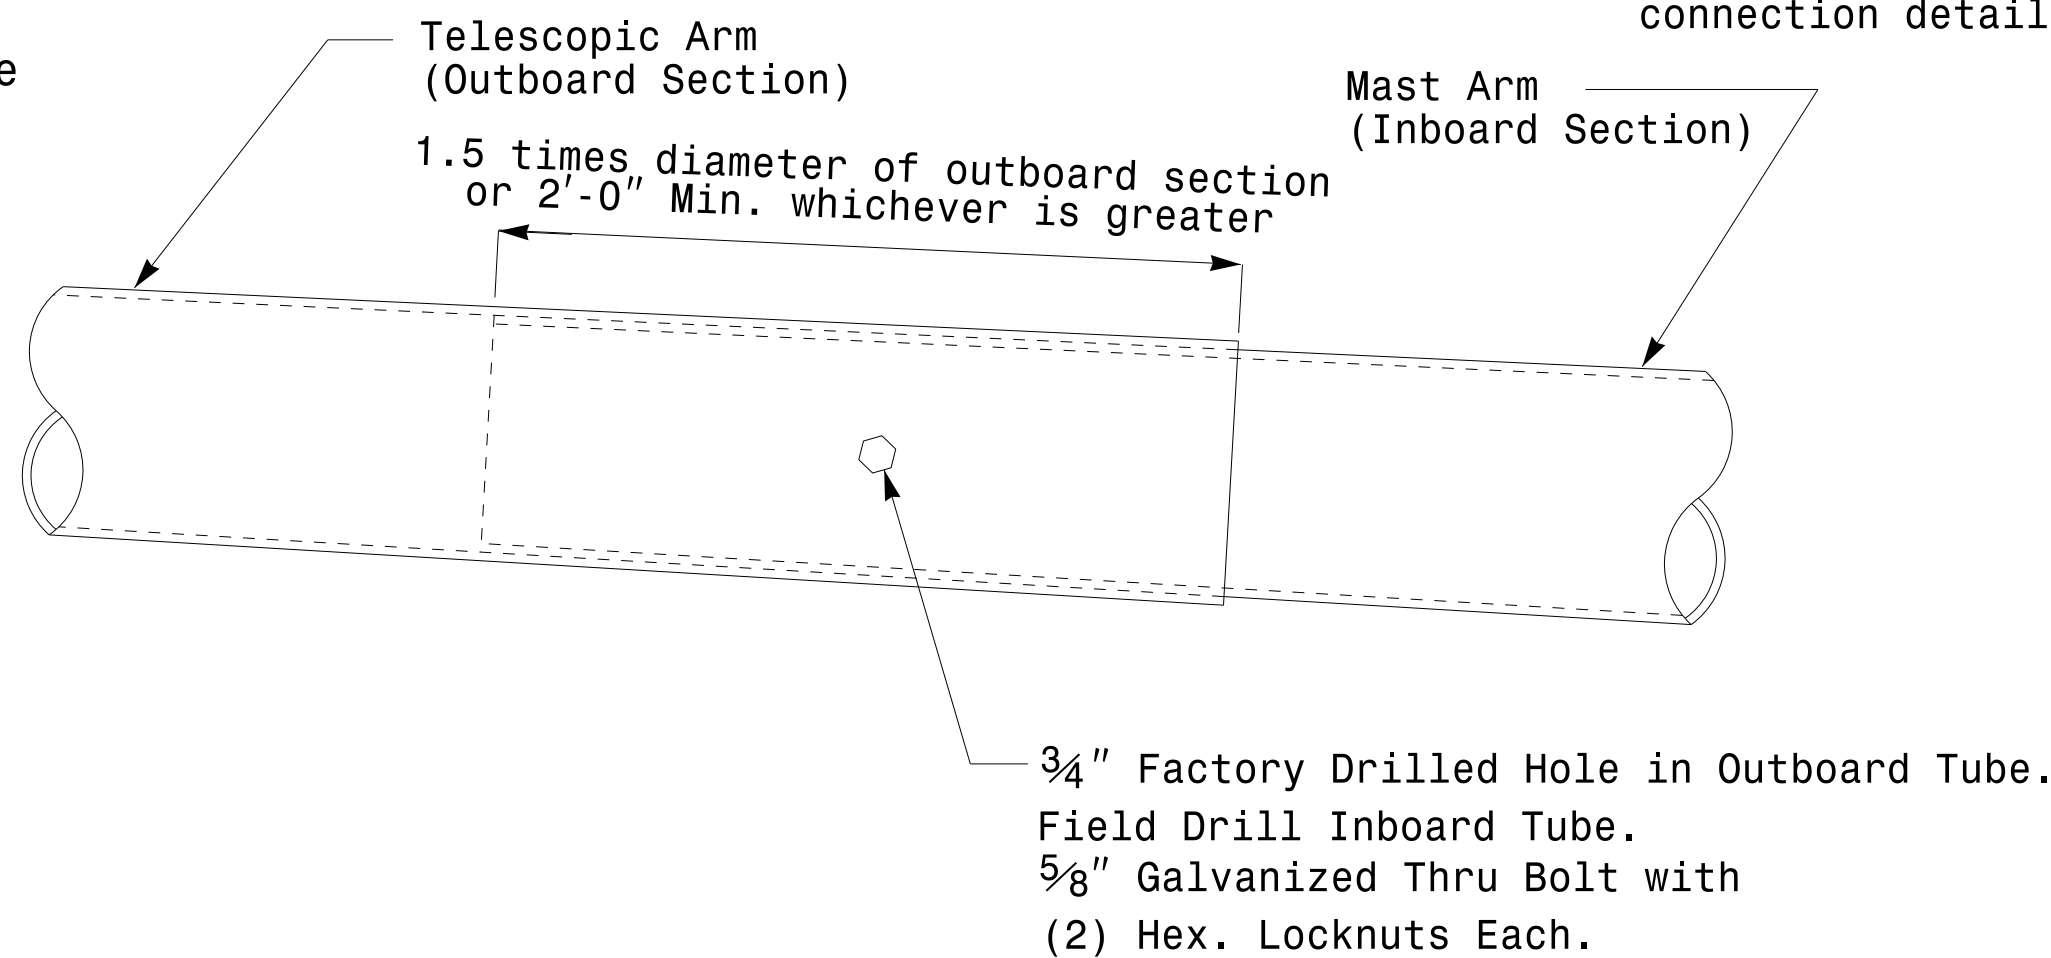 connection detail
e
Telescopic Arm
(Outboard Section)
Mast Arm
(Inboard Section)
1.5 times diameter of outboard section
or 2'-0" Min. whichever is greater
3/4" Factory Drilled Hole in Outboard Tube.
Field Drill Inboard Tube.
5/8" Galvanized Thru Bolt with
(2) Hex. Locknuts Each.